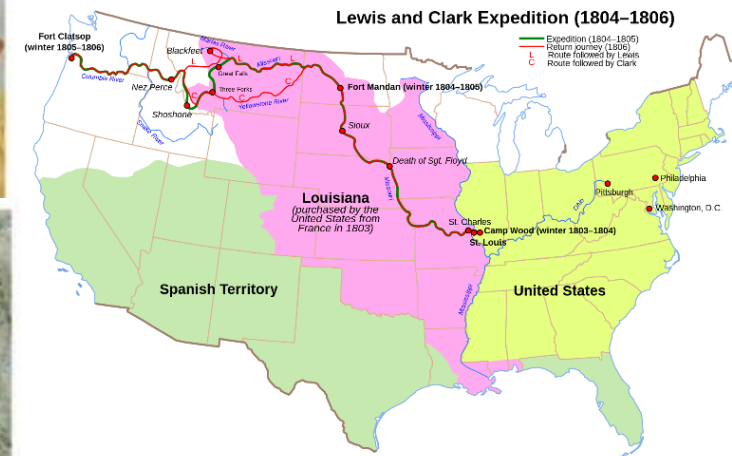 Lewis and Clark Expedition (1804–1806)
Expedition (1804–1805)
Return journey (1806)
L Route followed by Lewis
C Route followed by Clark
Fort Clatsop
(winter 1805–1806)
Blackfeet
Marias River
L
L
L
Missouri
Great Falls
Columbia River
Nez Perce
C
Three Forks
C
C
Yellowstone River
Fort Mandan (winter 1804–1805)
Shoshone
Snake River
Sioux
Mississippi
Death of Sgt. Floyd
Missouri
Philadelphia
Pittsburgh
Washington, D.C.
Ohio
Louisiana
(purchased by the
United States from
France in 1803)
St. Charles
Camp Wood (winter 1803–1804)
St. Louis
Spanish Territory
Mississippi
United States